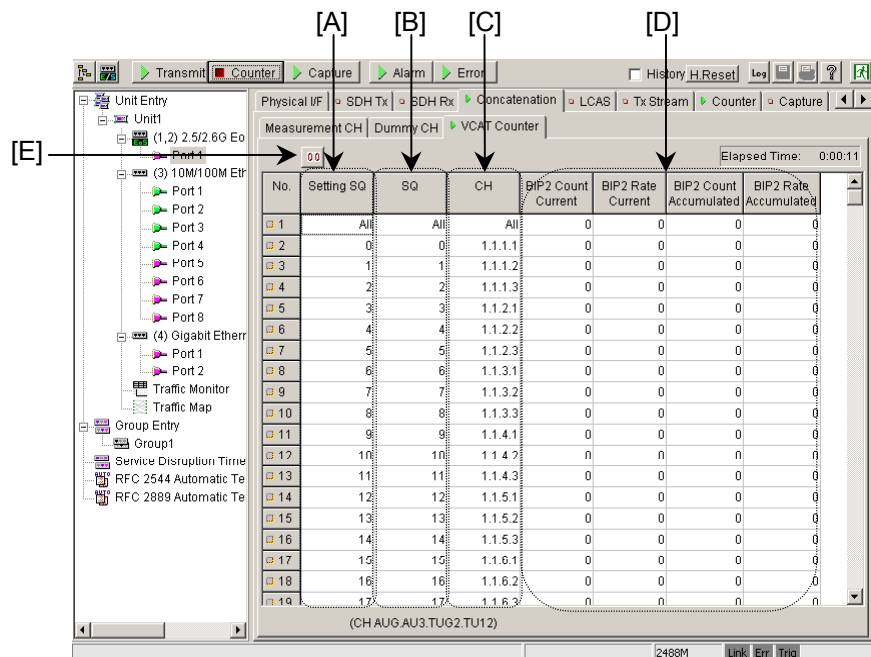 [A] [B] [C] [D]
Transmit Counter Capture Alarm Error History H.Reset Log ?
Unit Entry
Unit1
(1,2) 2.5/2.6G Eo
Port 1
(3) 10M/100M Eth
Port 1
Port 2
Port 3
Port 4
Port 5
Port 6
Port 7
Port 8
(4) Gigabit Etherr
Port 1
Port 2
Traffic Monitor
Traffic Map
Group Entry
Group1
Service Disruption Time
RFC 2544 Automatic Te
RFC 2889 Automatic Te
[E]
Physical I/F SDH Tx SDH Rx Concatenation LCAS Tx Stream Counter Capture
Measurement CH Dummy CH VCAT Counter
00 Elapsed Time: 0:00:11
No. Setting SQ SQ CH BIP2 Count Current BIP2 Rate Current BIP2 Count Accumulated BIP2 Rate Accumulated
1 All All All 0 0 0 0
2 0 0 1.1.1.1 0 0 0 0
3 1 1 1.1.1.2 0 0 0 0
4 2 2 1.1.1.3 0 0 0 0
5 3 3 1.1.2.1 0 0 0 0
6 4 4 1.1.2.2 0 0 0 0
7 5 5 1.1.2.3 0 0 0 0
8 6 6 1.1.3.1 0 0 0 0
9 7 7 1.1.3.2 0 0 0 0
10 8 8 1.1.3.3 0 0 0 0
11 9 9 1.1.4.1 0 0 0 0
12 10 10 1.1.4.2 0 0 0 0
13 11 11 1.1.4.3 0 0 0 0
14 12 12 1.1.5.1 0 0 0 0
15 13 13 1.1.5.2 0 0 0 0
16 14 14 1.1.5.3 0 0 0 0
17 15 15 1.1.6.1 0 0 0 0
18 16 16 1.1.6.2 0 0 0 0
19 17 17 1.1.6.3 0 0 0 0
(CH AUG.AU3.TUG2.TU12)
2488M Link Err Trig